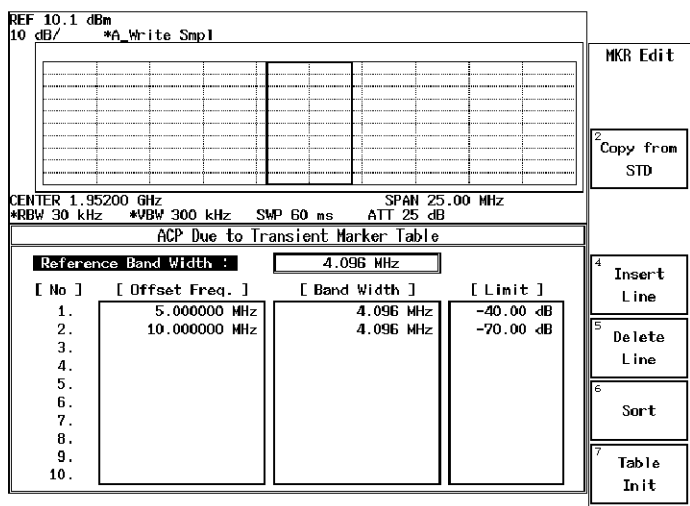 REF 10.1 dBm
10 dB/ *A_Write Smpl
CENTER 1.95200 GHz SPAN 25.00 MHz
*RBW 30 kHz *VBW 300 kHz SWP 60 ms ATT 25 dB
ACP Due to Transient Marker Table
Reference Band Width : 4.096 MHz
[ No ] [ Offset Freq. ] [ Band Width ] [ Limit ]
1. 5.000000 MHz 4.096 MHz -40.00 dB
2. 10.000000 MHz 4.096 MHz -70.00 dB
3.
4.
5.
6.
7.
8.
9.
10.
MKR Edit
2
Copy from
STD
4
Insert
Line
5
Delete
Line
6
Sort
7
Table
Init